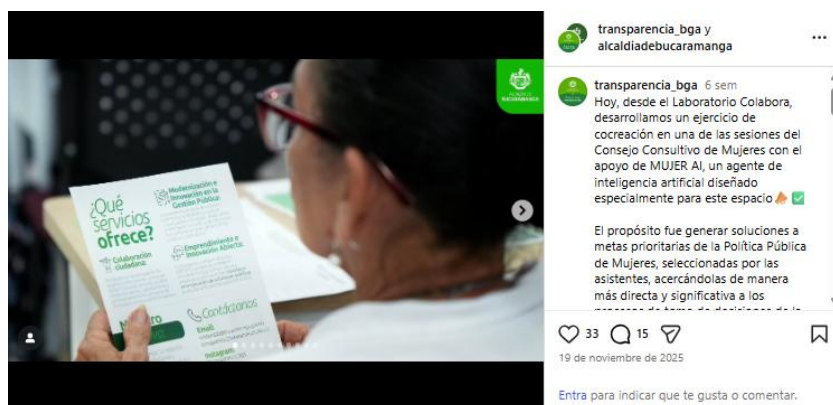 ALCALDÍA DE
BUCARAMANGA
¿Qué
servicios
ofrece?
Modernización e
Innovación en la
Gestión Pública
Colaboración
ciudadana:
Emprendimiento e
Innovación Abierta:
Contáctanos
Email:
Instagram:
transparencia_bga y
alcaldiadebucaramanga
transparencia_bga 6 sem
Hoy, desde el Laboratorio Colabora,
desarrollamos un ejercicio de
cocreación en una de las sesiones del
Consejo Consultivo de Mujeres con el
apoyo de MUJER AI, un agente de
inteligencia artificial diseñado
especialmente para este espacio 📣 ✅
El propósito fue generar soluciones a
metas prioritarias de la Política Pública
de Mujeres, seleccionadas por las
asistentes, acercándolas de manera
más directa y significativa a los
33 15
19 de noviembre de 2025
Entra para indicar que te gusta o comentar.